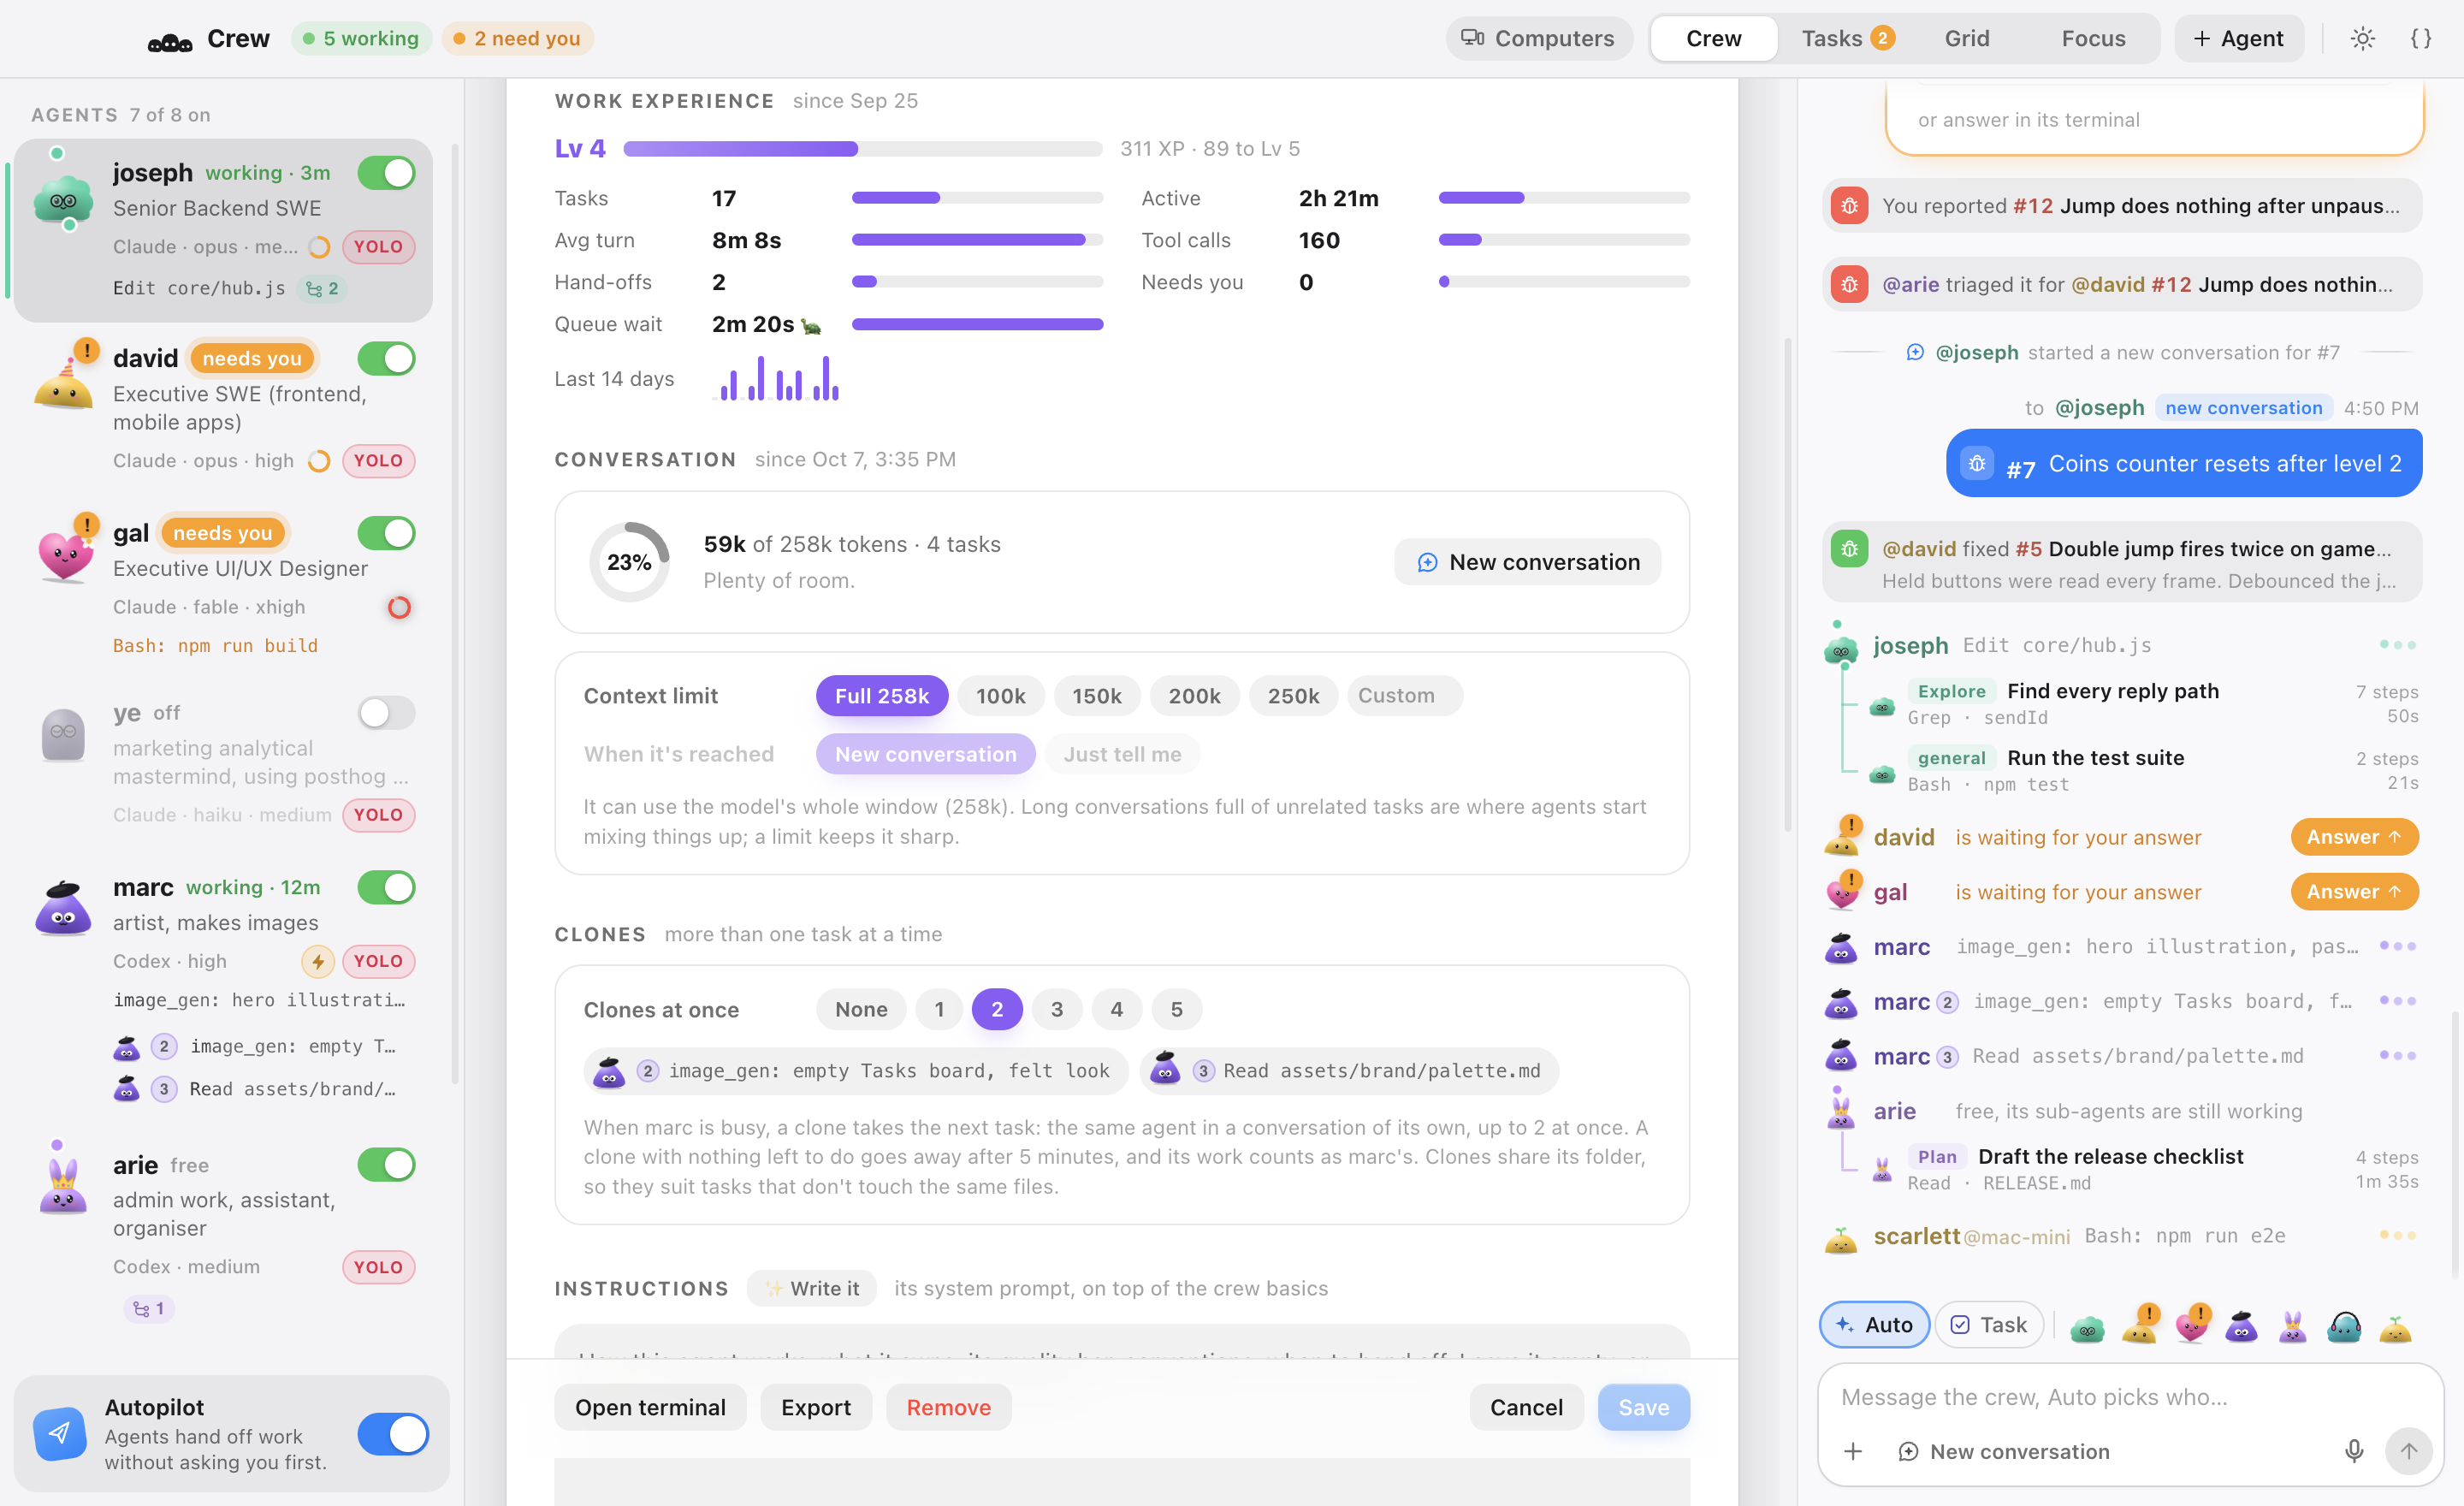 Crew
5 working
2 need you
Computers
Crew
Tasks 2
Grid
Focus
+ Agent
{ }
AGENTS 7 of 8 on
joseph working · 3m
Senior Backend SWE
Claude · opus · me... YOLO
Edit core/hub.js 2
! david needs you
Executive SWE (frontend,
mobile apps)
Claude · opus · high YOLO
! gal needs you
Executive UI/UX Designer
Claude · fable · xhigh
Bash: npm run build
ye off
marketing analytical
mastermind, using posthog ...
Claude · haiku · medium YOLO
marc working · 12m
artist, makes images
Codex · high YOLO
image_gen: hero illustrati...
2 image_gen: empty T...
3 Read assets/brand/...
arie free
admin work, assistant,
organiser
Codex · medium YOLO
1
Autopilot
Agents hand off work
without asking you first.
WORK EXPERIENCE since Sep 25
Lv 4 311 XP · 89 to Lv 5
Tasks 17 Active 2h 21m
Avg turn 8m 8s Tool calls 160
Hand-offs 2 Needs you 0
Queue wait 2m 20s
Last 14 days
CONVERSATION since Oct 7, 3:35 PM
23%
59k of 258k tokens · 4 tasks
Plenty of room.
New conversation
Context limit Full 258k 100k 150k 200k 250k Custom
When it's reached New conversation Just tell me
It can use the model's whole window (258k). Long conversations full of unrelated tasks are where agents start
mixing things up; a limit keeps it sharp.
CLONES more than one task at a time
Clones at once None 1 2 3 4 5
2 image_gen: empty Tasks board, felt look
3 Read assets/brand/palette.md
When marc is busy, a clone takes the next task: the same agent in a conversation of its own, up to 2 at once. A
clone with nothing left to do goes away after 5 minutes, and its work counts as marc's. Clones share its folder,
so they suit tasks that don't touch the same files.
INSTRUCTIONS Write it its system prompt, on top of the crew basics
Open terminal Export Remove Cancel Save
or answer in its terminal
You reported #12 Jump does nothing after unpaus...
@arie triaged it for @david #12 Jump does nothin...
@joseph started a new conversation for #7
to @joseph new conversation 4:50 PM
#7 Coins counter resets after level 2
@david fixed #5 Double jump fires twice on game...
Held buttons were read every frame. Debounced the j...
joseph Edit core/hub.js
Explore Find every reply path 7 steps
Grep · sendId 50s
general Run the test suite 2 steps
Bash · npm test 21s
! david is waiting for your answer Answer ↑
! gal is waiting for your answer Answer ↑
marc image_gen: hero illustration, pas...
marc 2 image_gen: empty Tasks board, f...
marc 3 Read assets/brand/palette.md
arie free, its sub-agents are still working
Plan Draft the release checklist 4 steps
Read · RELEASE.md 1m 35s
scarlett@mac-mini Bash: npm run e2e
Auto Task ! !
Message the crew, Auto picks who...
+ New conversation